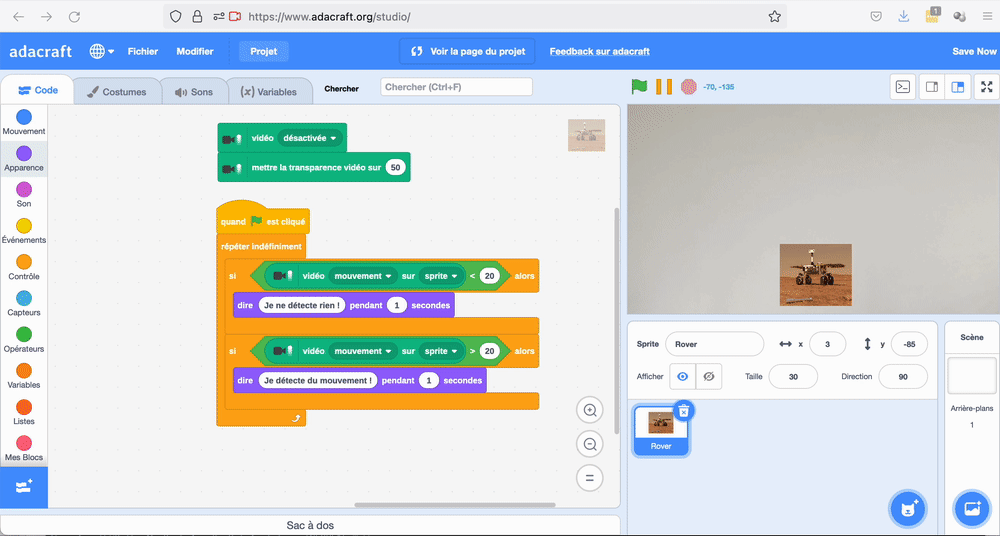 https://www.adacraft.org/studio/
1
adacraft
Fichier
Modifier
Projet
Voir la page du projet
Feedback sur adacraft
Save Now
Code
Costumes
Sons
(x) Variables
Chercher
Chercher (Ctrl+F)
-70, -135
Mouvement
Apparence
Son
Événements
Contrôle
Capteurs
Opérateurs
Variables
Listes
Mes Blocs
vidéo désactivée
mettre la transparence vidéo sur 50
quand est cliqué
répéter indéfiniment
si vidéo mouvement sur sprite < 20 alors
dire Je ne détecte rien ! pendant 1 secondes
si vidéo mouvement sur sprite > 20 alors
dire Je détecte du mouvement ! pendant 1 secondes
Sac à dos
Sprite Rover x 3 y -85
Afficher Taille 30 Direction 90
Rover
Scène
Arrière-plans
1